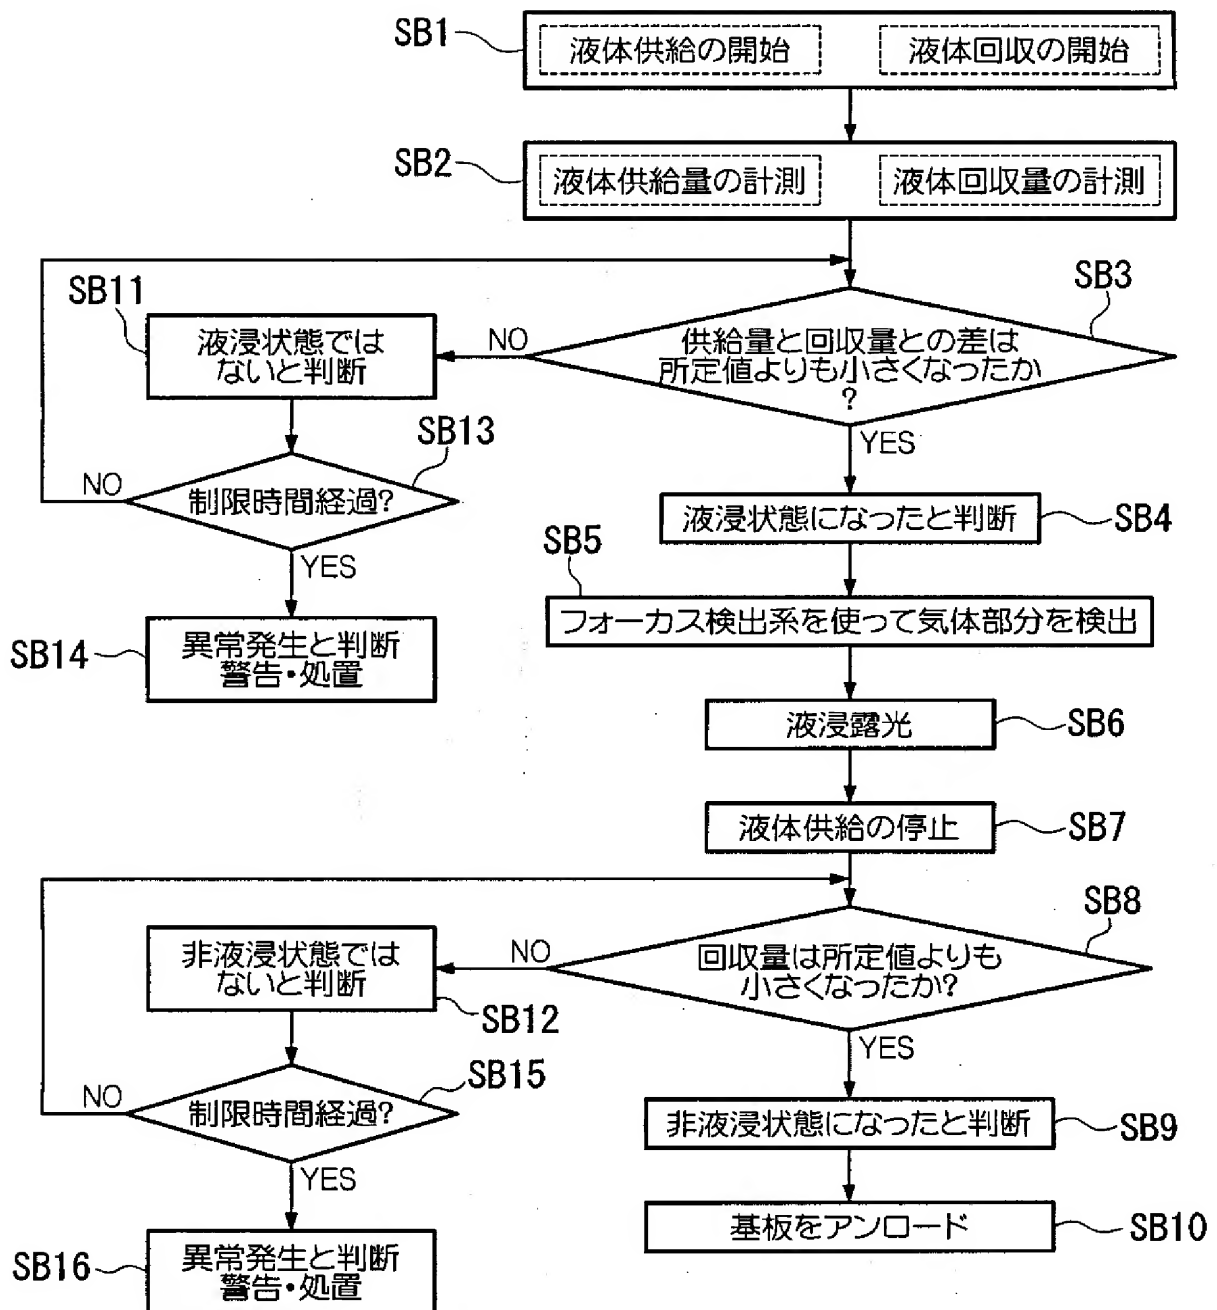 SB1
液体供給の開始
液体回収の開始
SB2
液体供給量の計測
液体回収量の計測
SB3
供給量と回収量との差は
所定値よりも小さくなったか
?
NO
YES
SB11
液浸状態では
ないと判断
SB13
制限時間経過?
NO
YES
SB14
異常発生と判断
警告・処置
液浸状態になったと判断
SB4
SB5
フォーカス検出系を使って気体部分を検出
液浸露光
SB6
液体供給の停止
SB7
SB8
回収量は所定値よりも
小さくなったか?
NO
YES
非液浸状態では
ないと判断
SB12
SB15
制限時間経過?
NO
YES
SB16
異常発生と判断
警告・処置
非液浸状態になったと判断
SB9
基板をアンロード
SB10